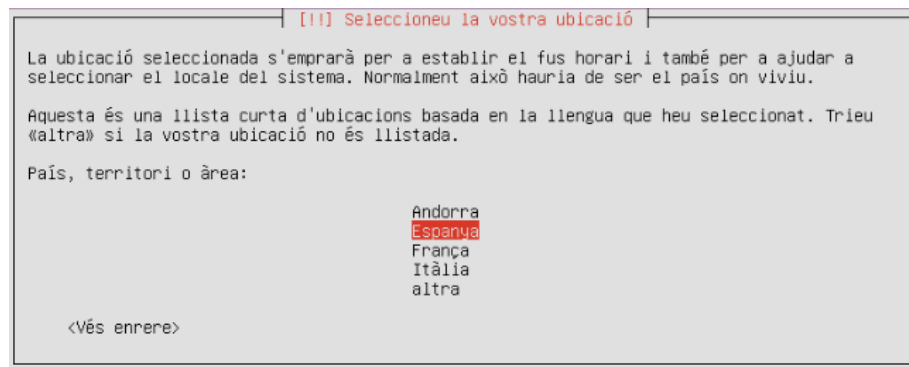 [!!] Seleccioneu la vostra ubicació
La ubicació seleccionada s'emprarà per a establir el fus horari i també per a ajudar a
seleccionar el locale del sistema. Normalment això hauria de ser el país on viviu.
Aquesta és una llista curta d'ubicacions basada en la llengua que heu seleccionat. Trieu
«altra» si la vostra ubicació no és llistada.
País, territori o àrea:
Andorra
Espanya
França
Itàlia
altra
<Vés enrere>